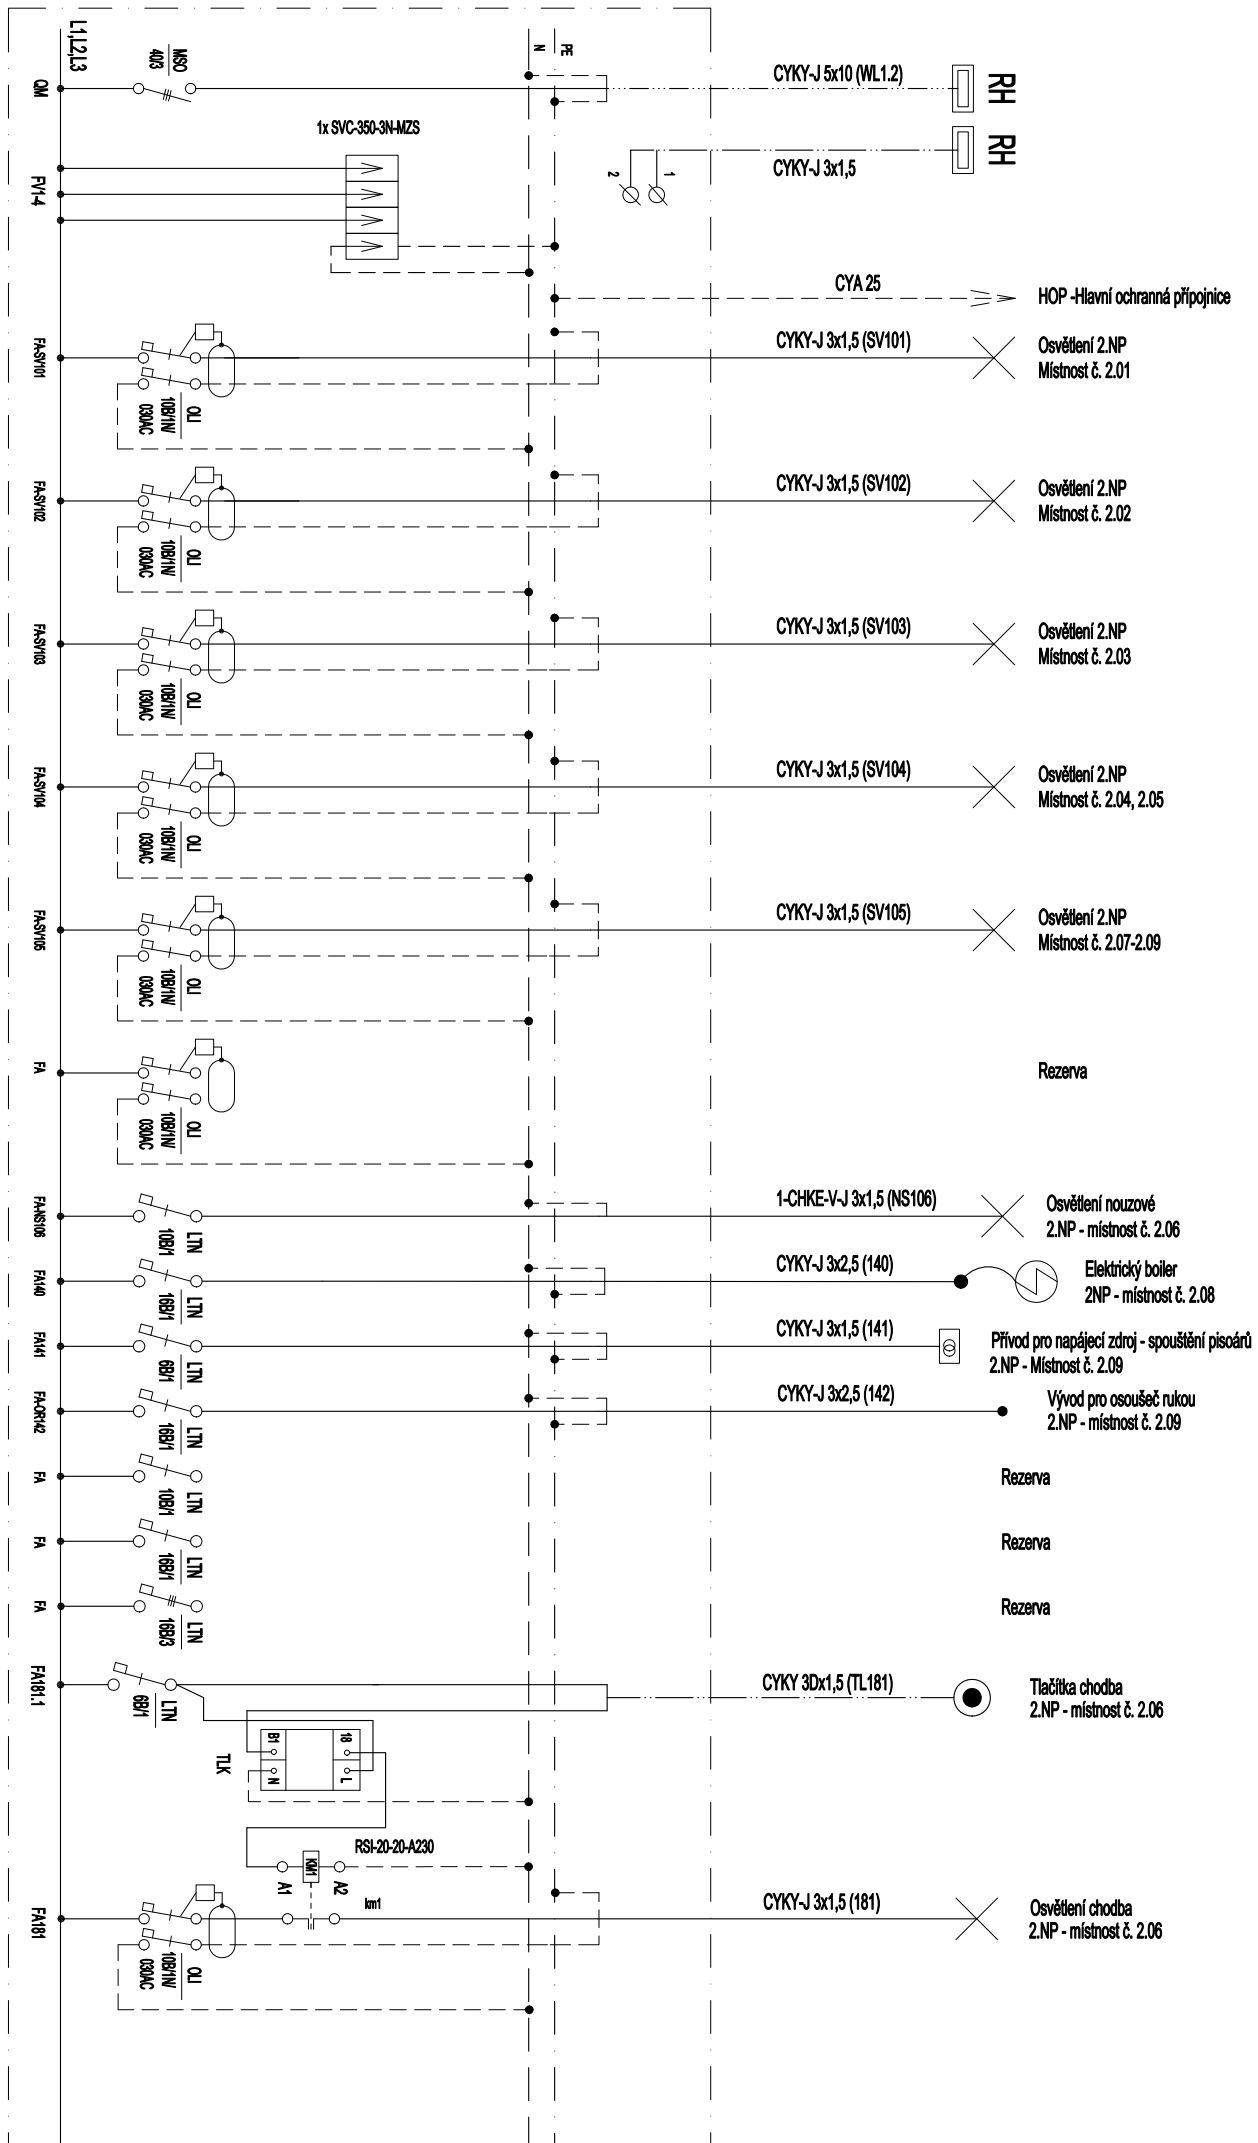 L1,L2,L3
N
PE
QM
MSO
40/3
CYKY-J 5x10 (WL1.2)
RH
1x SVC-350-3N-MZS
FV1-4
2
1
CYKY-J 3x1,5
RH
CYA 25
HOP -Hlavní ochranná přípojnice
FA-SV101
OLI
10B/1N/
030AC
CYKY-J 3x1,5 (SV101)
Osvětlení 2.NP
Místnost č. 2.01
FA-SV102
OLI
10B/1N/
030AC
CYKY-J 3x1,5 (SV102)
Osvětlení 2.NP
Místnost č. 2.02
FA-SV103
OLI
10B/1N/
030AC
CYKY-J 3x1,5 (SV103)
Osvětlení 2.NP
Místnost č. 2.03
FA-SV104
OLI
10B/1N/
030AC
CYKY-J 3x1,5 (SV104)
Osvětlení 2.NP
Místnost č. 2.04, 2.05
FA-SV105
OLI
10B/1N/
030AC
CYKY-J 3x1,5 (SV105)
Osvětlení 2.NP
Místnost č. 2.07-2.09
FA
OLI
10B/1N/
030AC
Rezerva
FA-NS106
LTN
10B/1
1-CHKE-V-J 3x1,5 (NS106)
Osvětlení nouzové
2.NP - místnost č. 2.06
FA140
LTN
16B/1
CYKY-J 3x2,5 (140)
Elektrický boiler
2NP - místnost č. 2.08
FA141
LTN
6B/1
CYKY-J 3x1,5 (141)
Přívod pro napájecí zdroj - spouštění pisoárů
2.NP - Místnost č. 2.09
FA-OR142
LTN
16B/1
CYKY-J 3x2,5 (142)
Vývod pro osoušeč rukou
2.NP - místnost č. 2.09
FA
LTN
10B/1
Rezerva
FA
LTN
16B/1
Rezerva
FA
LTN
16B/3
Rezerva
FA181.1
LTN
6B/1
CYKY 3Dx1,5 (TL181)
Tlačítka chodba
2.NP - místnost č. 2.06
TLK
B1
18
N
L
RSI-20-20-A230
A1
KM1
A2
km1
FA181
OLI
10B/1N/
030AC
CYKY-J 3x1,5 (181)
Osvětlení chodba
2.NP - místnost č. 2.06